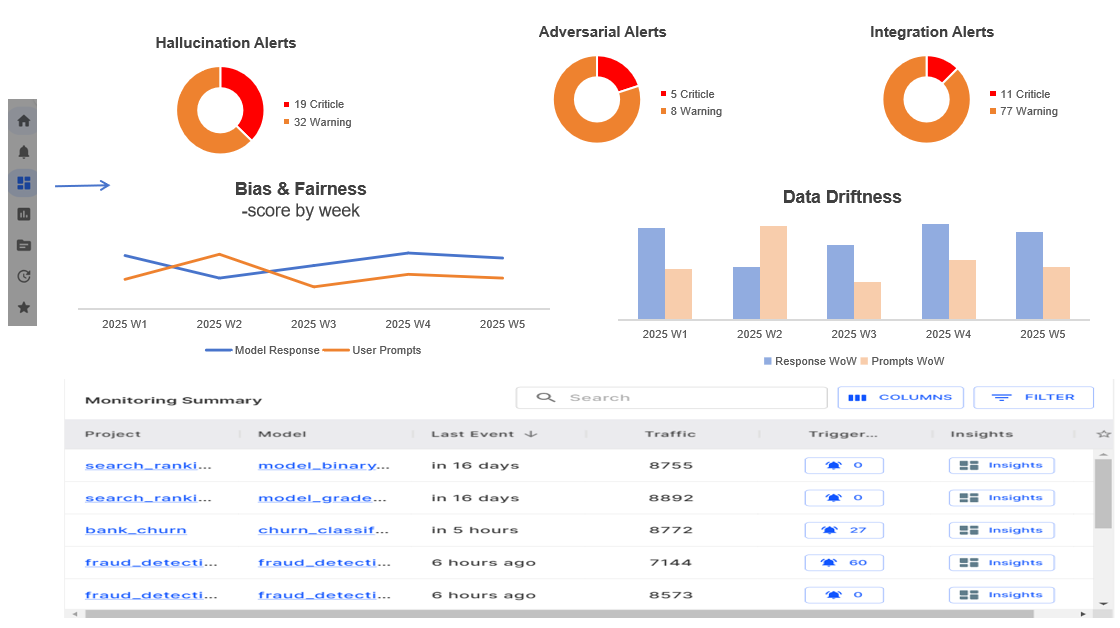 Hallucination Alerts
19 Criticle
32 Warning
Adversarial Alerts
5 Criticle
8 Warning
Integration Alerts
11 Criticle
77 Warning
Bias & Fairness
-score by week
2025 W1 2025 W2 2025 W3 2025 W4 2025 W5
Model Response User Prompts
Data Driftness
2025 W1 2025 W2 2025 W3 2025 W4 2025 W5
Response WoW Prompts WoW
Monitoring Summary Search COLUMNS FILTER
Project Model Last Event Traffic Trigger... Insights
search_ranki... model_binary... in 16 days 8755 0 Insights
search_ranki... model_grade... in 16 days 8892 0 Insights
bank_churn churn_classif... in 5 hours 8772 27 Insights
fraud_detecti... fraud_detecti... 6 hours ago 7144 60 Insights
fraud_detecti... fraud_detecti... 6 hours ago 8573 0 Insights